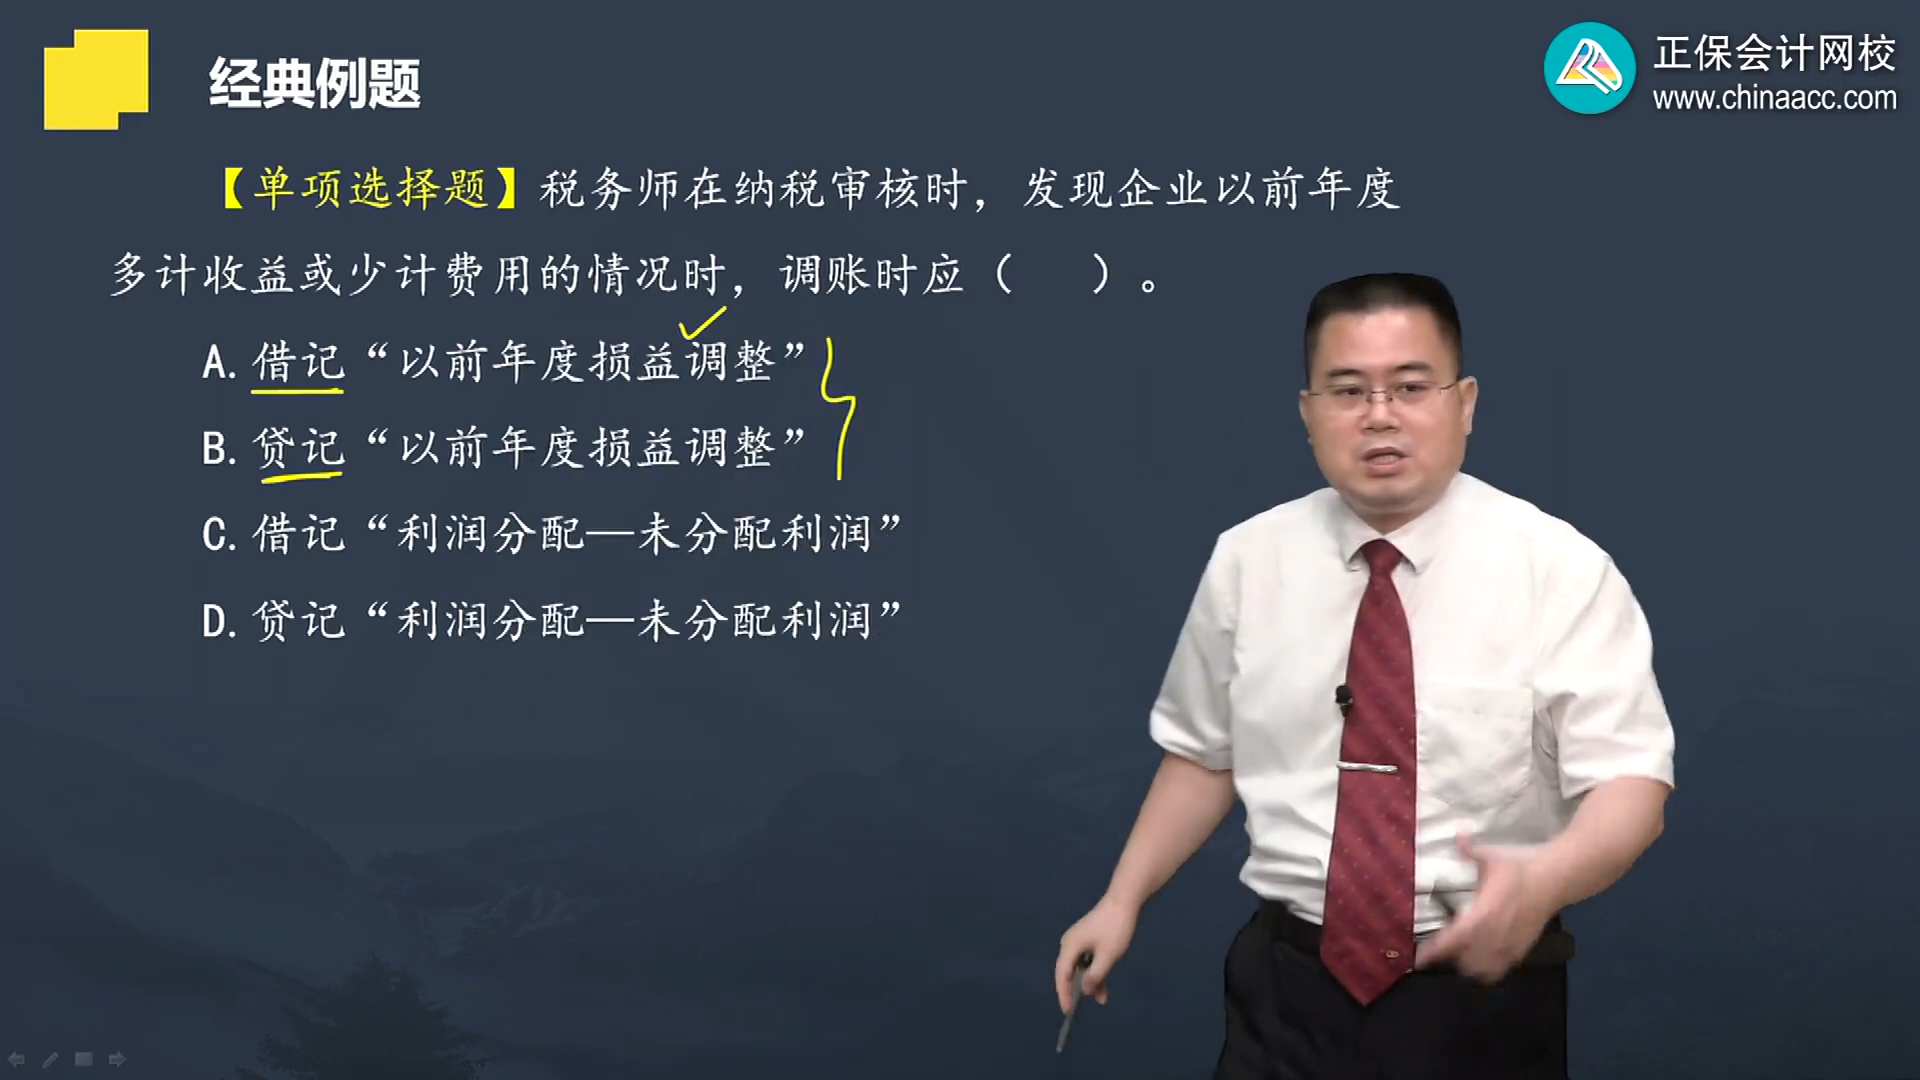 经典例题
正保会计网校
www.chinaacc.com
【单项选择题】税务师在纳税审核时，发现企业以前年度
多计收益或少计费用的情况时，调账时应（    ）。
A.借记“以前年度损益调整”
B.贷记“以前年度损益调整”
C.借记“利润分配—未分配利润”
D.贷记“利润分配—未分配利润”